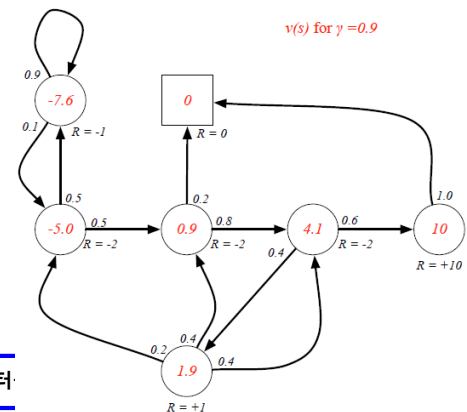 v(s) for γ =0.9
0.9
-7.6
0
0.1
R = -1
R = 0
0.5
0.2
1.0
-5.0
0.5
R = -2
0.9
0.8
R = -2
4.1
0.6
R = -2
10
R = +10
0.4
0.2
0.4
0.4
1.9
R = +1
터